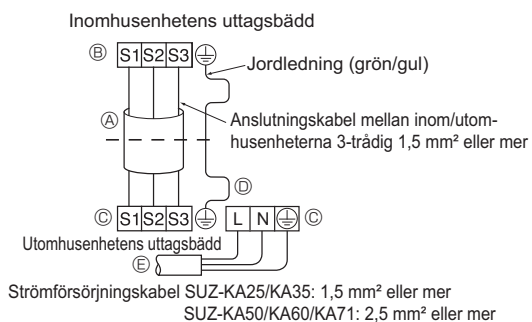 Inomhusenhetens uttagsbädd
Ⓑ S1 S2 S3
Jordledning (grön/gul)
Ⓐ
Anslutningskabel mellan inom/utom-
husenheterna 3-trådig 1,5 mm² eller mer
Ⓓ
Ⓒ S1 S2 S3 L N Ⓒ
Utomhusenhetens uttagsbädd
Ⓔ
Strömförsörjningskabel SUZ-KA25/KA35: 1,5 mm² eller mer
SUZ-KA50/KA60/KA71: 2,5 mm² eller mer